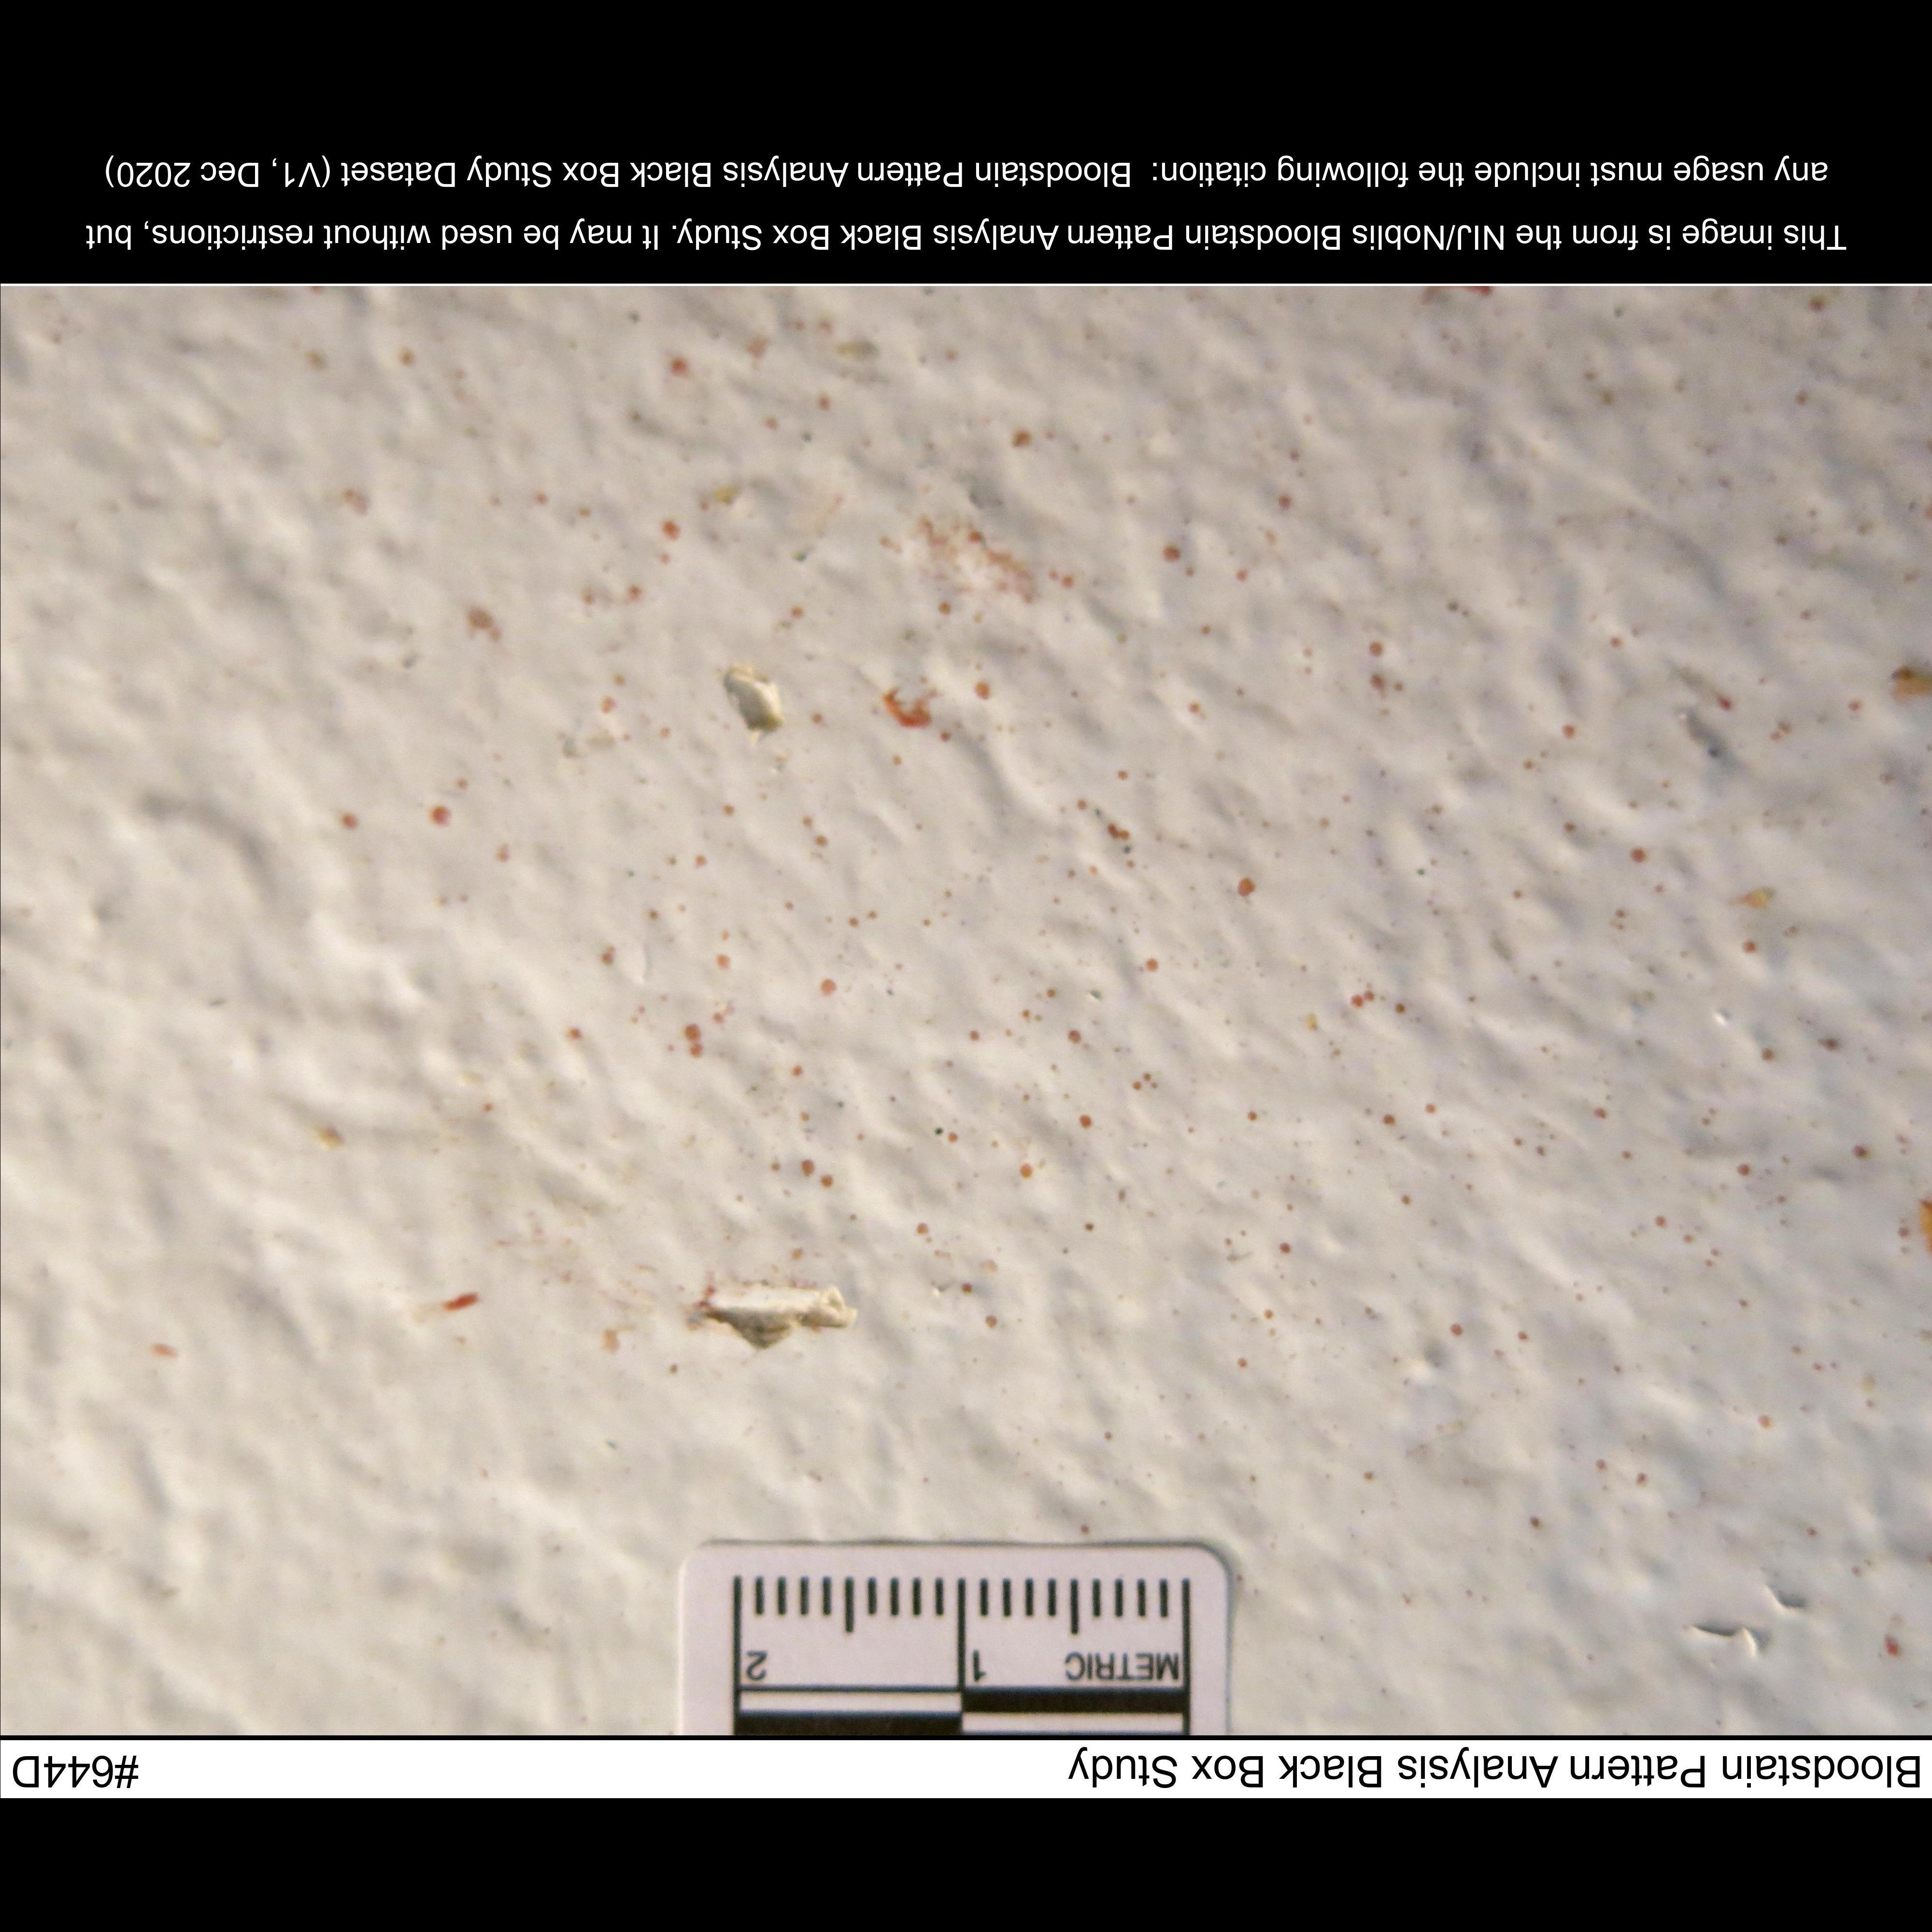 Bloodstain Pattern Analysis Black Box Study #644D
METRIC 1 2
This image is from the NIJ/Noblis Bloodstain Pattern Analysis Black Box Study. It may be used without restrictions, but
any usage must include the following citation: Bloodstain Pattern Analysis Black Box Study Dataset (V1, Dec 2020)